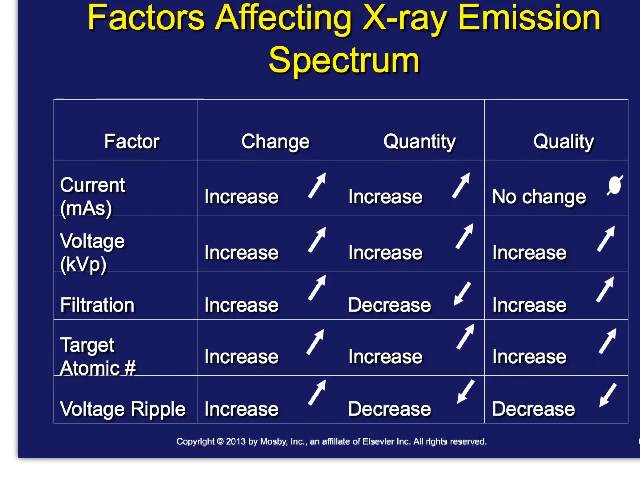 Factors Affecting X-ray Emission
Spectrum
Factor Change Quantity Quality
Current
(mAs) Increase Increase No change
Voltage
(kVp) Increase Increase Increase
Filtration Increase Decrease Increase
Target
Atomic # Increase Increase Increase
Voltage Ripple Increase Decrease Decrease
Copyright © 2013 by Mosby, Inc., an affiliate of Elsevier Inc. All rights reserved.